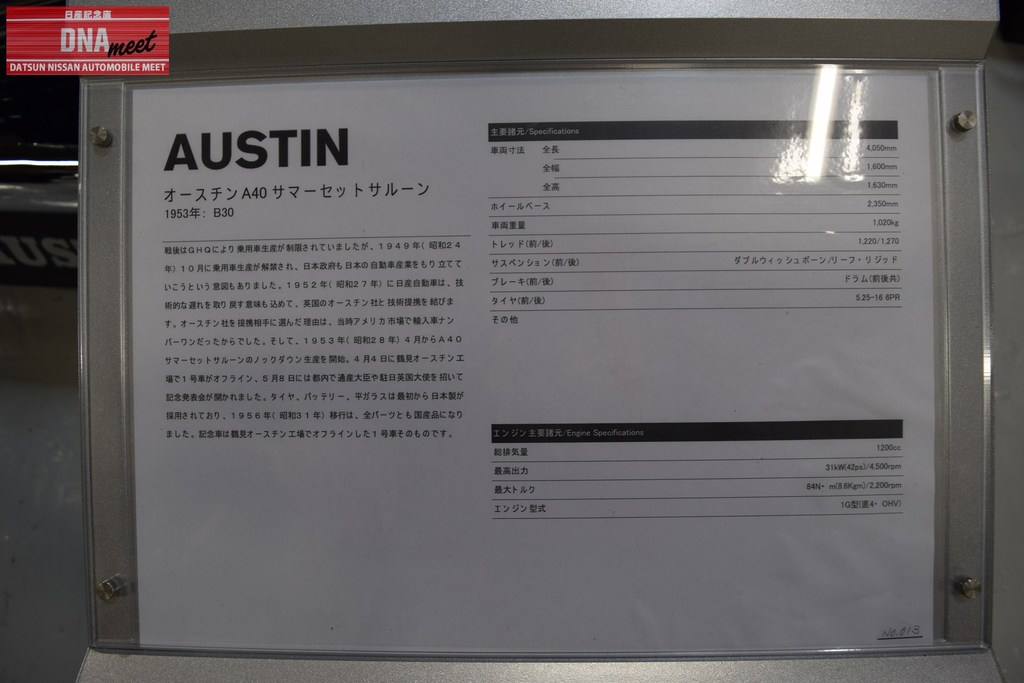 日産記念庫
DNA meet
DATSUN NISSAN AUTOMOBILE MEET
AUSTIN
オースチンA40 サマーセットサルーン
1953年: B30
戦後はGHQにより乗用車生産が制限されていましたが、1949年(昭和24
年)10月に乗用車生産が解禁され、日本政府も日本の自動車産業をもり立てて
いこうという意図もありました。1952年(昭和27年)に日産自動車は、技
術的な遅れを取り戻す意味も込めて、英国のオースチン社と技術提携を結びま
す。オースチン社を提携相手に選んだ理由は、当時アメリカ市場で輸入車ナン
バーワンだったからでした。そして、1953年(昭和28年)4月からA40
サマーセットサルーンのノックダウン生産を開始。4月4日に鶴見オースチン工
場で1号車がオフライン、5月8日には都内で通産大臣や駐日英国大使を招いて
記念発表会が開かれました。タイヤ、バッテリー、平ガラスは最初から日本製が
採用されており、1956年(昭和31年)移行は、全パーツとも国産品になり
ました。記念車は鶴見オースチン工場でオフラインした1号車そのものです。
主要諸元/Specifications
車両寸法 全長 4,050mm
全幅 1,600mm
全高 1,630mm
ホイールベース 2,350mm
車両重量 1,020kg
トレッド(前/後) 1,220/1,270
サスペンション(前/後) ダブルウィッシュボーン/リーフ・リジッド
ブレーキ(前/後) ドラム(前後共)
タイヤ(前/後) 5.25-16 6PR
その他
エンジン主要諸元/Engine Specifications
総排気量 1200cc
最高出力 31kW(42ps)/4,500rpm
最大トルク 84N・m(8.6Kgm)/2,200rpm
エンジン型式 1G型(直4・OHV)
No.013